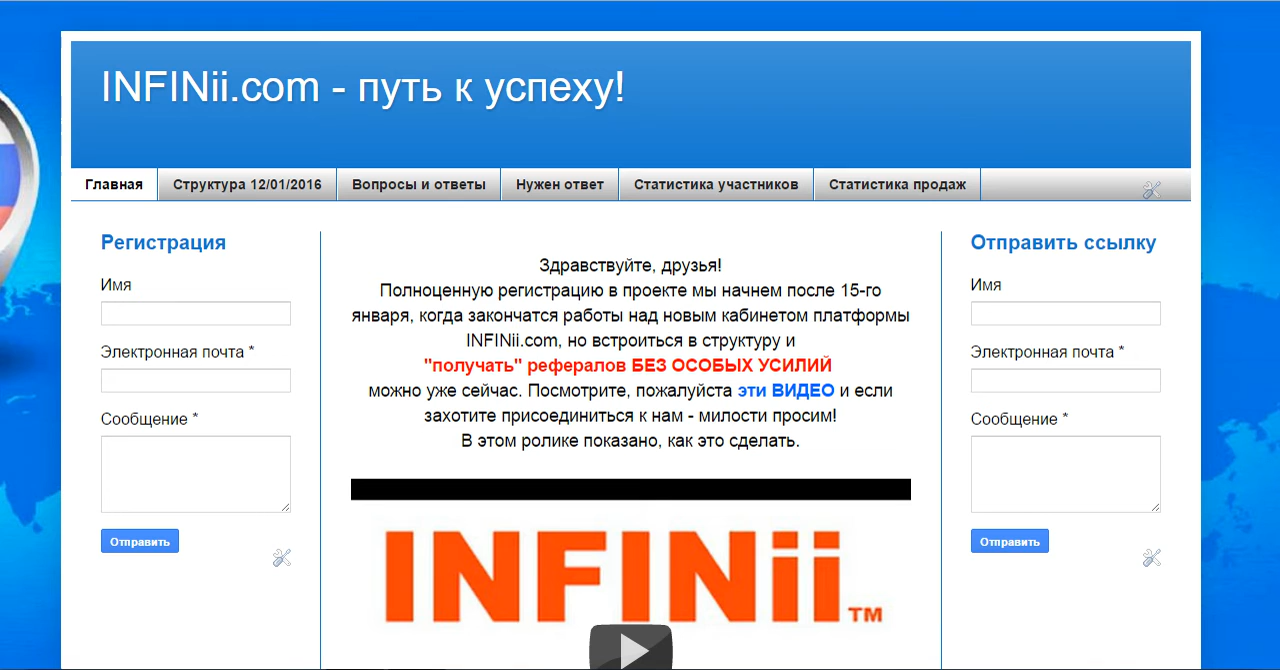 INFINii.com - путь к успеху!
Главная
Структура 12/01/2016
Вопросы и ответы
Нужен ответ
Статистика участников
Статистика продаж
Регистрация
Имя
Электронная почта *
Сообщение *
Отправить
Здравствуйте, друзья!
Полноценную регистрацию в проекте мы начнем после 15-го
января, когда закончатся работы над новым кабинетом платформы
INFINii.com, но встроиться в структуру и
"получать" рефералов БЕЗ ОСОБЫХ УСИЛИЙ
можно уже сейчас. Посмотрите, пожалуйста эти ВИДЕО и если
захотите присоединиться к нам - милости просим!
В этом ролике показано, как это сделать.
INFINii™
Отправить ссылку
Имя
Электронная почта *
Сообщение *
Отправить